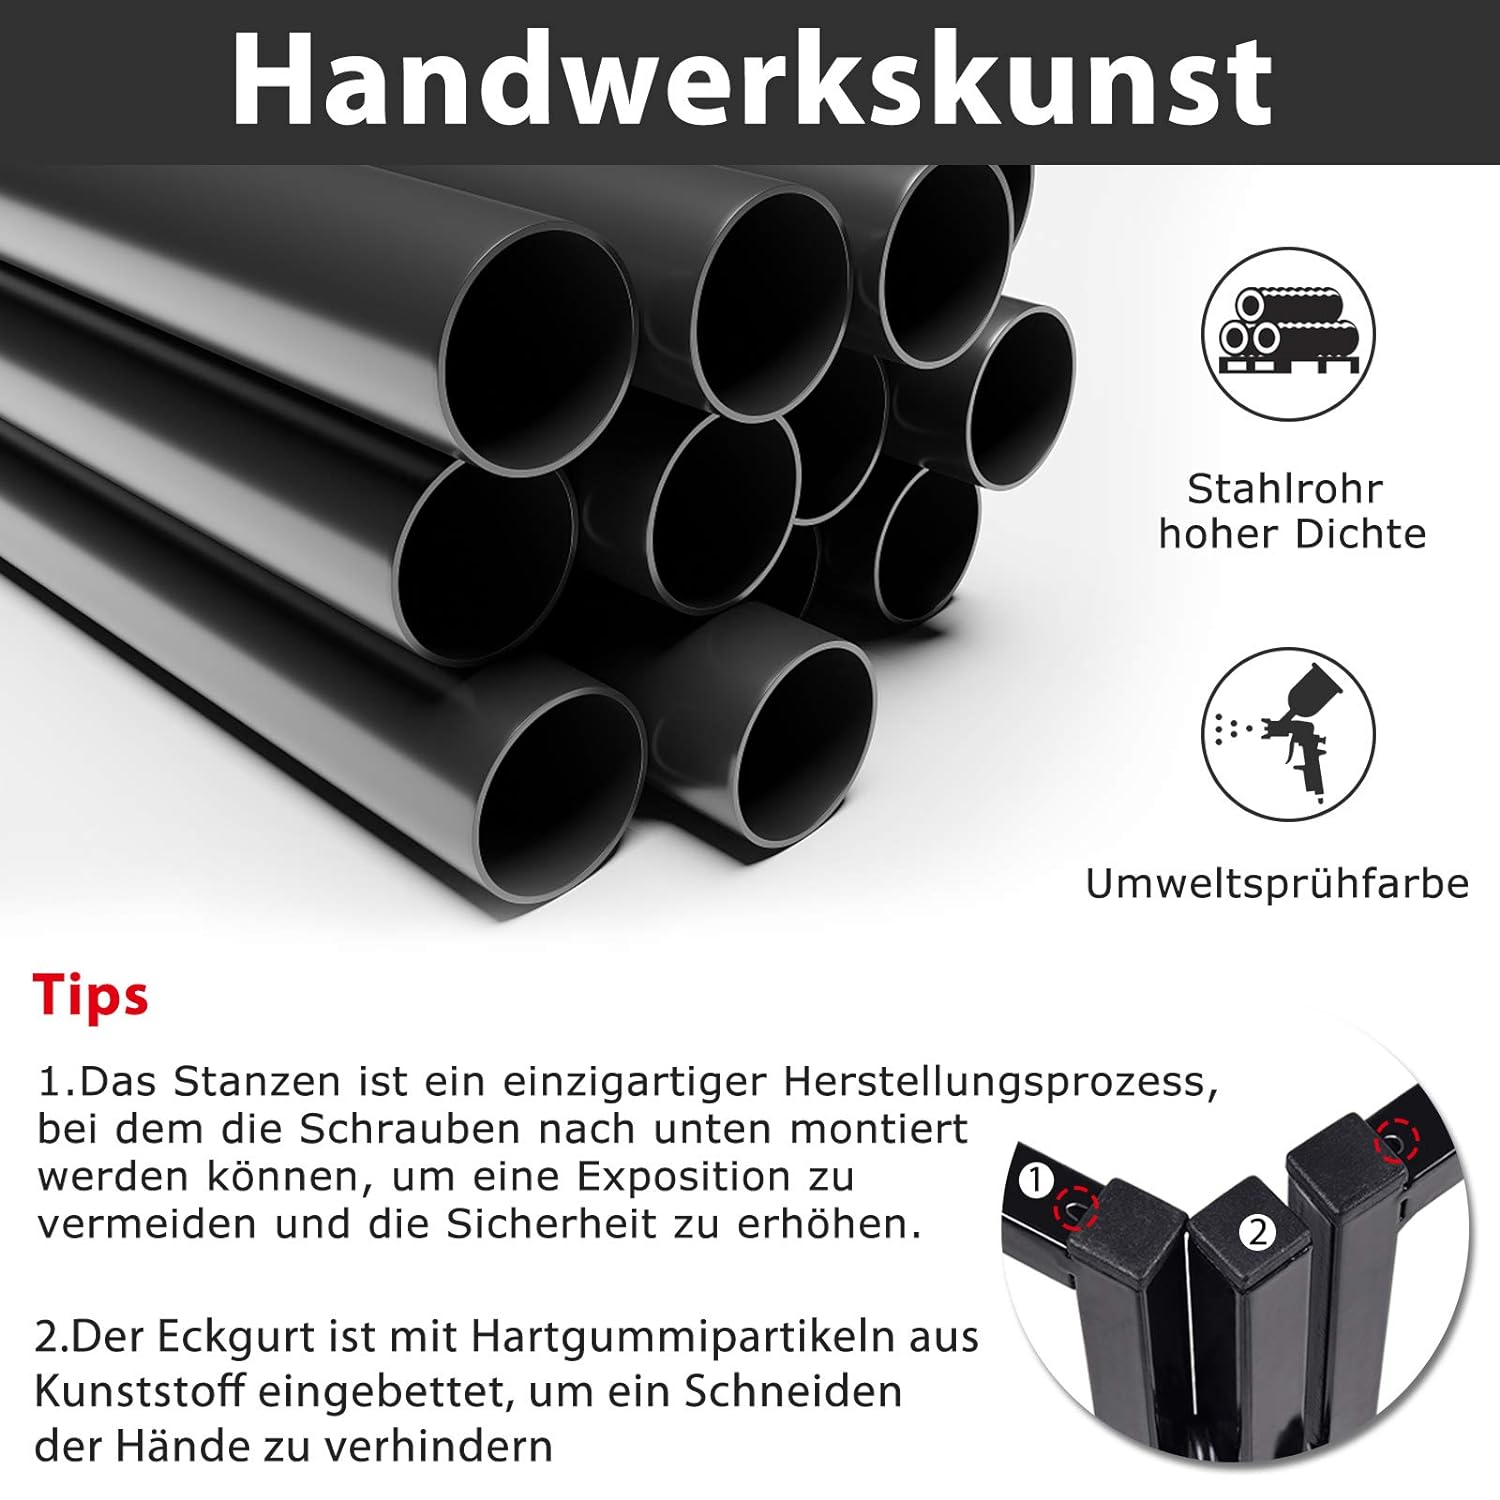 Handwerkskunst
Stahlrohr
hoher Dichte
Umweltsprühfarbe
Tips
1.Das Stanzen ist ein einzigartiger Herstellungsprozess,
bei dem die Schrauben nach unten montiert
werden können, um eine Exposition zu
vermeiden und die Sicherheit zu erhöhen.
1
2
2.Der Eckgurt ist mit Hartgummipartikeln aus
Kunststoff eingebettet, um ein Schneiden
der Hände zu verhindern